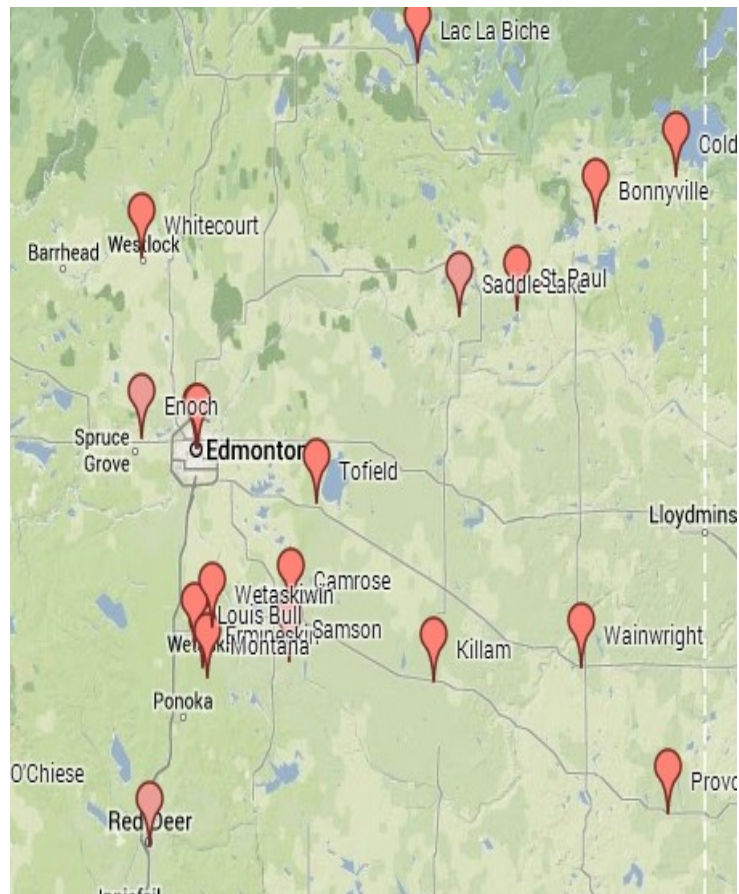 Lac La Biche
Cold
Bonnyville
Whitecourt
Westlock
Barrhead
Saddle Lake
St. Paul
Enoch
Spruce
Grove
Edmonton
Tofield
Lloydmins
Camrose
Wetaskiwin
Louis Bull
Ermineskin
Samson
Montana
Killam
Wainwright
Ponoka
O'Chiese
Provo
Red Deer